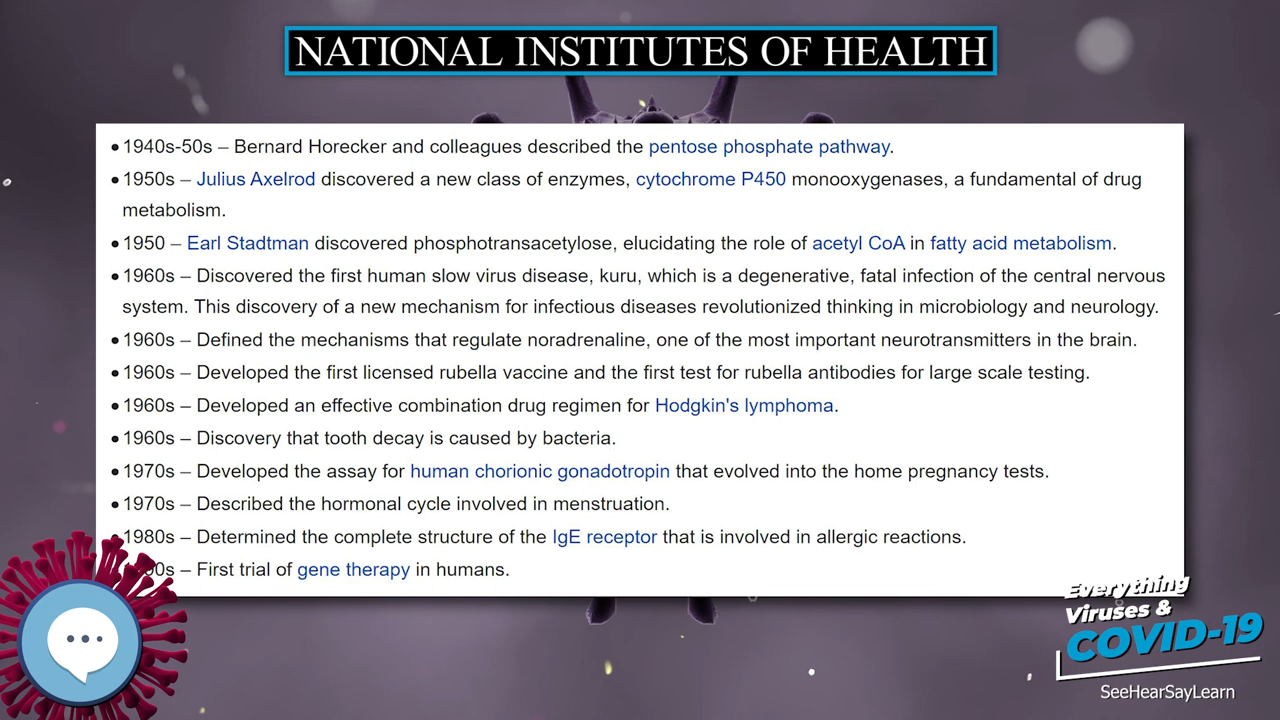 NATIONAL INSTITUTES OF HEALTH
• 1940s-50s – Bernard Horecker and colleagues described the pentose phosphate pathway.
• 1950s – Julius Axelrod discovered a new class of enzymes, cytochrome P450 monooxygenases, a fundamental of drug
metabolism.
• 1950 – Earl Stadtman discovered phosphotransacetylose, elucidating the role of acetyl CoA in fatty acid metabolism.
• 1960s – Discovered the first human slow virus disease, kuru, which is a degenerative, fatal infection of the central nervous
system. This discovery of a new mechanism for infectious diseases revolutionized thinking in microbiology and neurology.
• 1960s – Defined the mechanisms that regulate noradrenaline, one of the most important neurotransmitters in the brain.
• 1960s – Developed the first licensed rubella vaccine and the first test for rubella antibodies for large scale testing.
• 1960s – Developed an effective combination drug regimen for Hodgkin's lymphoma.
• 1960s – Discovery that tooth decay is caused by bacteria.
• 1970s – Developed the assay for human chorionic gonadotropin that evolved into the home pregnancy tests.
• 1970s – Described the hormonal cycle involved in menstruation.
• 1980s – Determined the complete structure of the IgE receptor that is involved in allergic reactions.
– First trial of gene therapy in humans.
Everything
Viruses &
COVID-19
SeeHearSayLearn